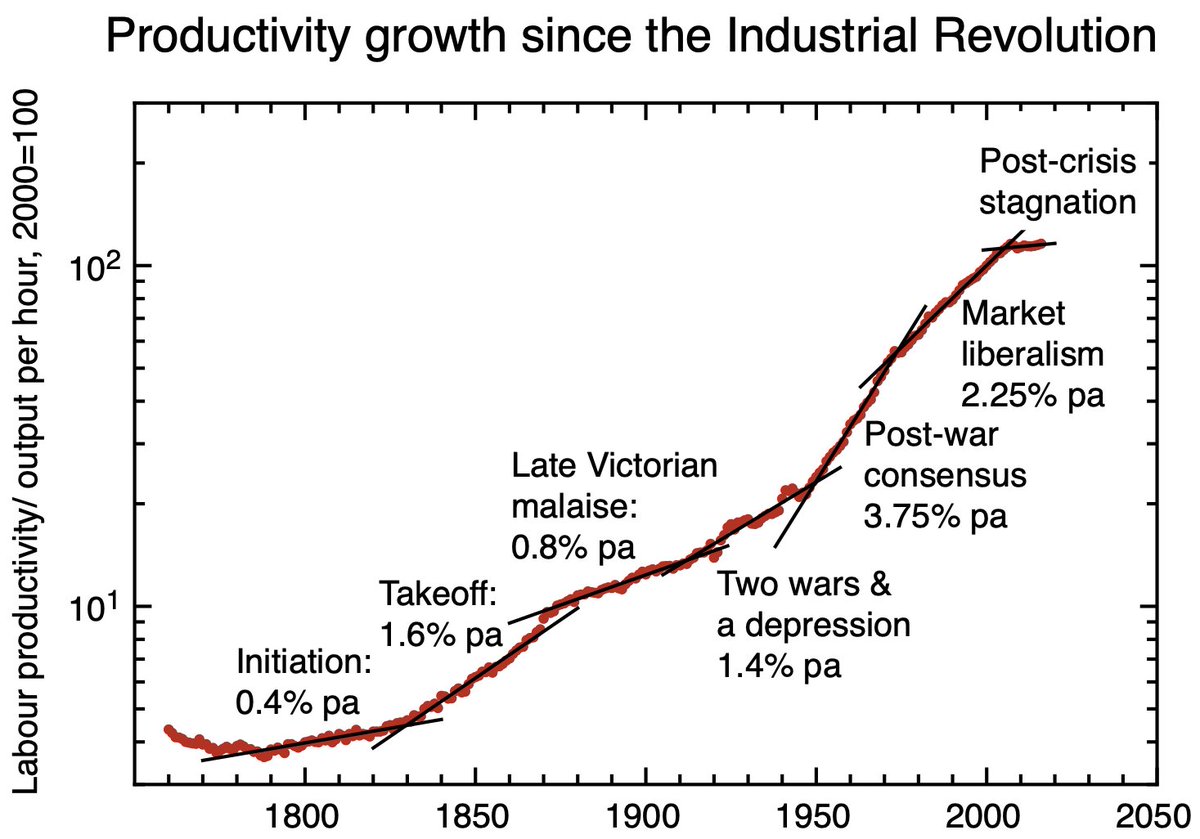 Productivity growth since the Industrial Revolution
Labour productivity/ output per hour, 2000=100
10²
10¹
Post-crisis
stagnation
Market
liberalism
2.25% pa
Post-war
consensus
3.75% pa
Late Victorian
malaise:
0.8% pa
Two wars &
a depression
1.4% pa
Takeoff:
1.6% pa
Initiation:
0.4% pa
1800 1850 1900 1950 2000 2050